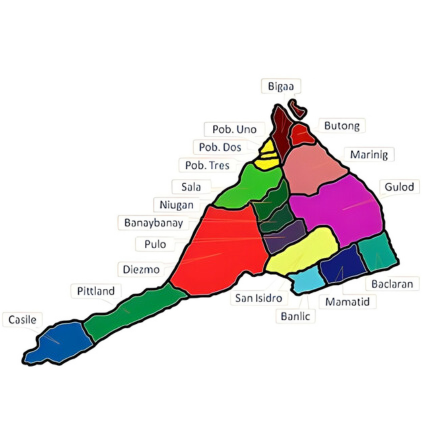 Bigaa
Pob. Uno
Butong
Pob. Dos
Marinig
Pob. Tres
Sala
Gulod
Niugan
Banaybanay
Pulo
Diezmo
Baclaran
Pittland
San Isidro
Mamatid
Banlic
Casile